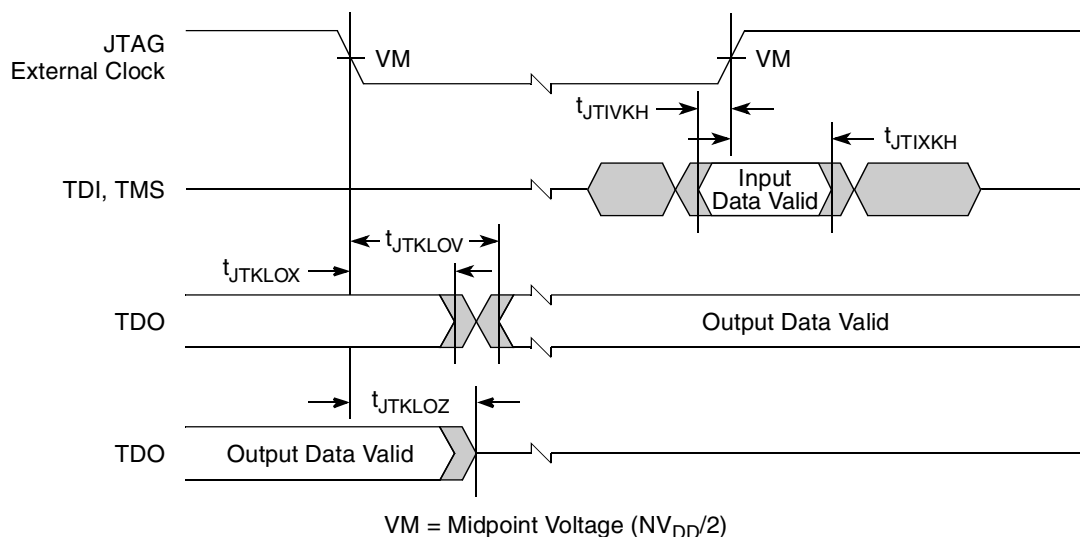 JTAG
External Clock
VM
VM
tJTIVKH
tJTIXKH
TDI, TMS
Input
Data Valid
tJTKLOV
tJTKLOX
TDO
Output Data Valid
tJTKLOZ
TDO
Output Data Valid
VM = Midpoint Voltage (NVDD/2)